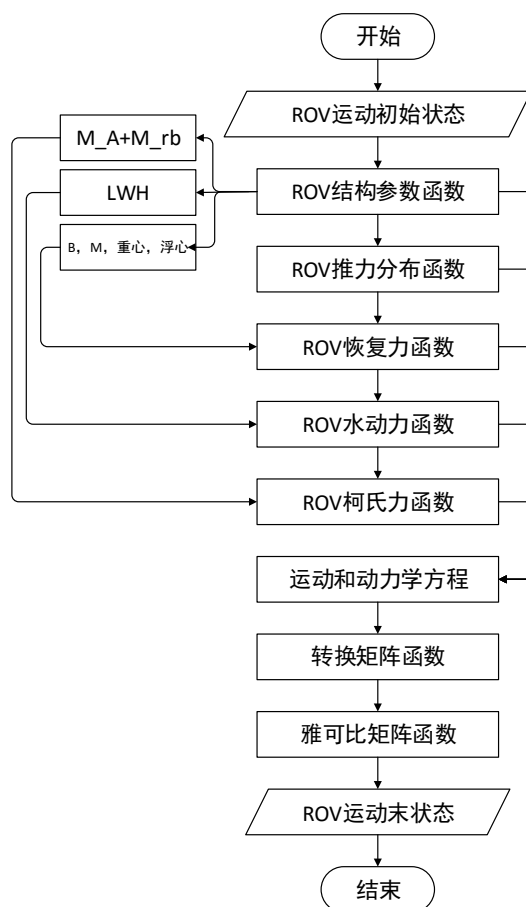 开始
ROV运动初始状态
M_A+M_rb
LWH
ROV结构参数函数
B，M，重心，浮心
ROV推力分布函数
ROV恢复力函数
ROV水动力函数
ROV柯氏力函数
运动和动力学方程
转换矩阵函数
雅可比矩阵函数
ROV运动末状态
结束